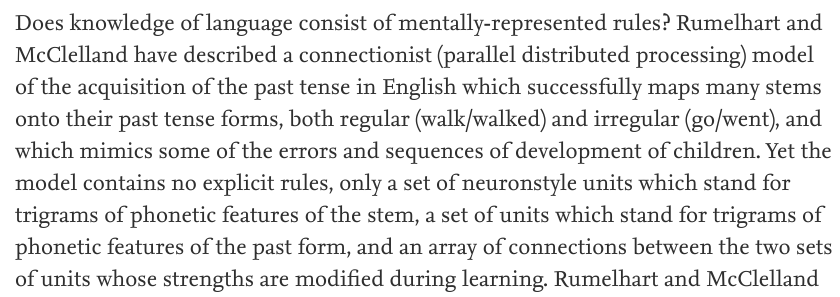 Does knowledge of language consist of mentally-represented rules? Rumelhart and
McClelland have described a connectionist (parallel distributed processing) model
of the acquisition of the past tense in English which successfully maps many stems
onto their past tense forms, both regular (walk/walked) and irregular (go/went), and
which mimics some of the errors and sequences of development of children. Yet the
model contains no explicit rules, only a set of neuronstyle units which stand for
trigrams of phonetic features of the stem, a set of units which stand for trigrams of
phonetic features of the past form, and an array of connections between the two sets
of units whose strengths are modified during learning. Rumelhart and McClelland